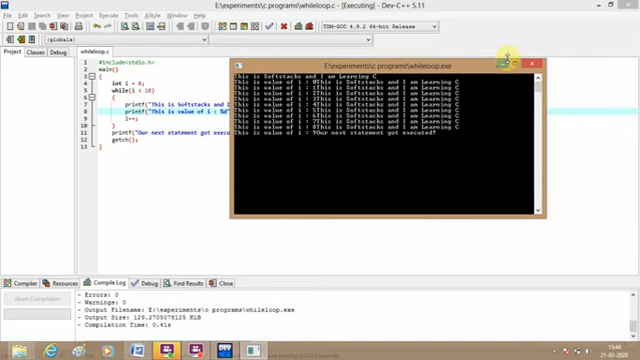 E:\experiments\c programs\whileloop.c - [Executing] - Dev-C++ 5.11
File Edit Search View Project Execute Tools AStyle Window Help
TDM-GCC 4.9.2 64-bit Release
(globals)
Project Classes Debug
whileloop.c
1 #include<stdio.h>
2 main()
3 {
4 int i = 0;
5 while(i < 10)
6 {
7 printf("This is Softstacks and I
8 printf("This is value of i : %d"
9 i++;
10 }
11 printf("Our next statement got exec
12 getch();
13 }
E:\experiments\c programs\whileloop.exe
This is Softstacks and I am Learning C
This is value of i : 0This is Softstacks and I am Learning C
This is value of i : 1This is Softstacks and I am Learning C
This is value of i : 2This is Softstacks and I am Learning C
This is value of i : 3This is Softstacks and I am Learning C
This is value of i : 4This is Softstacks and I am Learning C
This is value of i : 5This is Softstacks and I am Learning C
This is value of i : 6This is Softstacks and I am Learning C
This is value of i : 7This is Softstacks and I am Learning C
This is value of i : 8This is Softstacks and I am Learning C
This is value of i : 9Our next statement got executed?
Compiler Resources Compile Log Debug Find Results Close
Abort Compilation
- Errors: 0
- Warnings: 0
- Output Filename: E:\experiments\c programs\whileloop.exe
- Output Size: 129.2705078125 KiB
- Compilation Time: 0.41s
15:44
21-03-2020